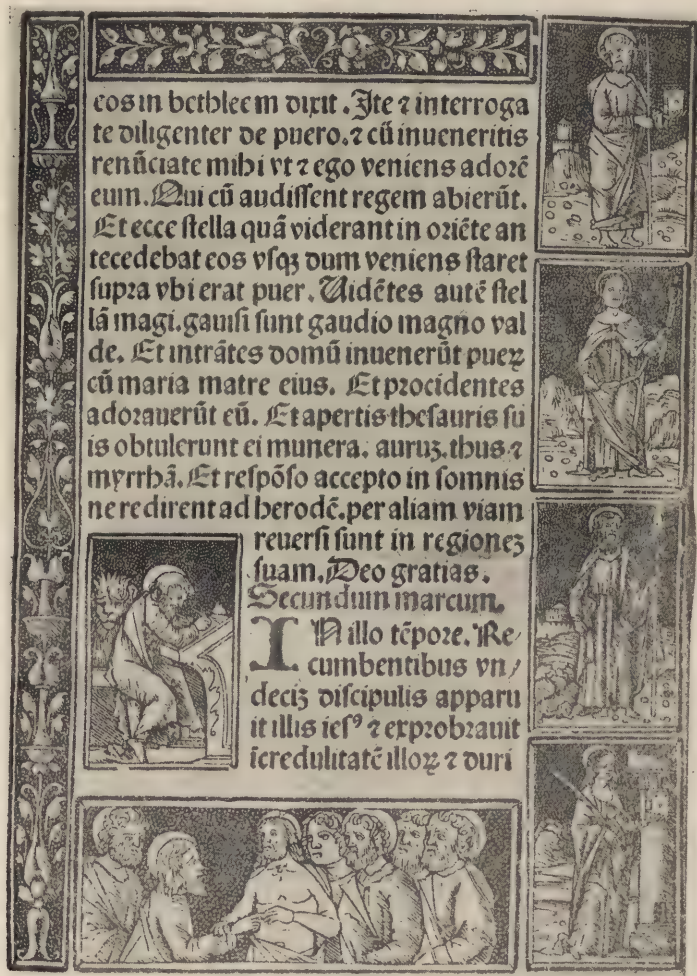 eos in bethleem dixit. Ite ⁊ interroga
te diligenter de puero. ⁊ cũ inueneritis
renũciate mihi vt ⁊ ego veniens adorẽ
eum. Qui cũ audissent regem abierũt.
Et ecce stella quã viderant in oriẽte an
tecedebat eos vsqꝫ dum veniens staret
supra vbi erat puer. Uidẽtes autẽ stel
lã magi. gauisi sunt gaudio magno val
de. Et intrãtes domũ inuenerũt pueꝝ
cũ maria matre eius. Et procidentes
adorauerũt eũ. Et apertis thesauris su
is obtulerunt ei munera. auruꝫ. thus ⁊
myrrhã. Et respõso accepto in somnis
ne redirent ad herodẽ. per aliam viam
reuersi sunt in regioneꝫ
suam. Deo gratias.
Secundum marcum.
IN illo tẽpore. Re/
cumbentibus vn/
deciꝫ discipulis apparu
it illis iesꝰ ⁊ exprobrauit
ĩcredulitatẽ illoꝝ ⁊ duri